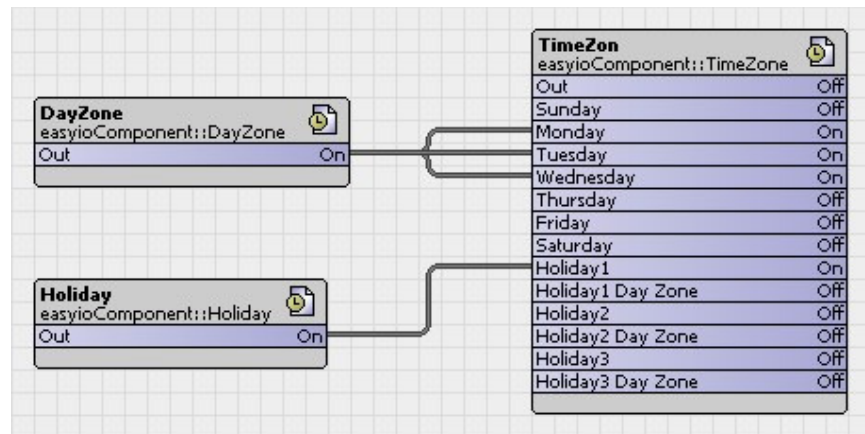 DayZone
easyioComponent::DayZone
Out On
Holiday
easyioComponent::Holiday
Out On
TimeZon
easyioComponent::TimeZone
Out Off
Sunday Off
Monday On
Tuesday On
Wednesday On
Thursday Off
Friday Off
Saturday Off
Holiday1 On
Holiday1 Day Zone Off
Holiday2 Off
Holiday2 Day Zone Off
Holiday3 Off
Holiday3 Day Zone Off